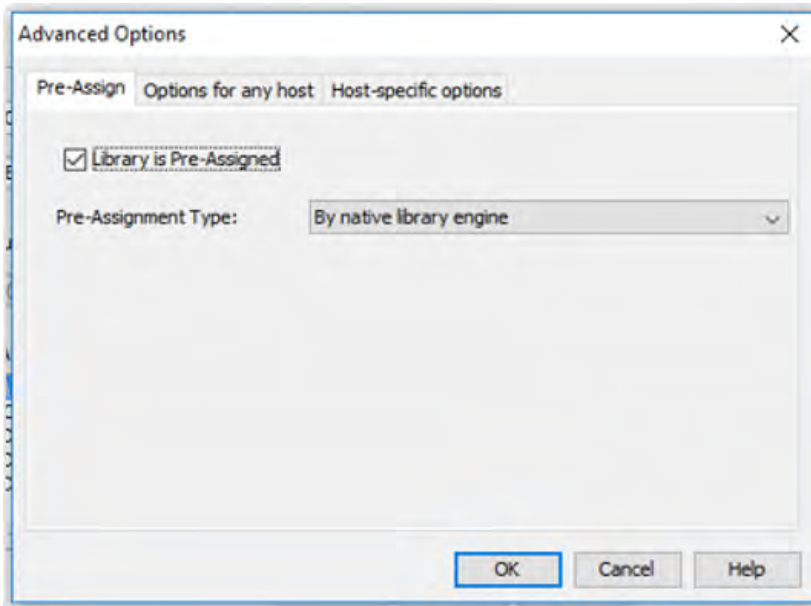 Advanced Options
Pre-Assign Options for any host Host-specific options
Library is Pre-Assigned
Pre-Assignment Type: By native library engine
OK Cancel Help